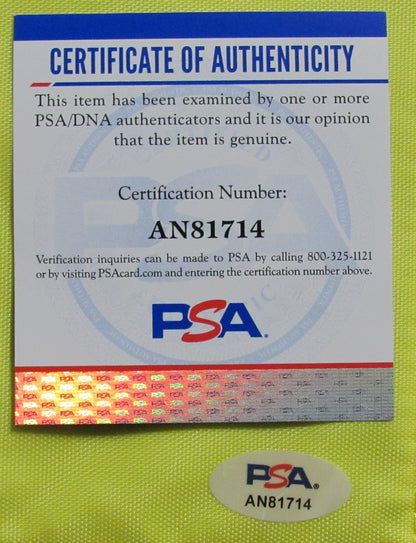 CERTIFICATE OF AUTHENTICITY
This item has been examined by one or more
PSA/DNA authenticators and it is our opinion
that the item is genuine.
Certification Number:
AN81714
Verification inquiries can be made to PSA by calling 800-325-1121
or by visiting PSAcard.com and entering the certification number above.
PSA.
PSA.
AN81714